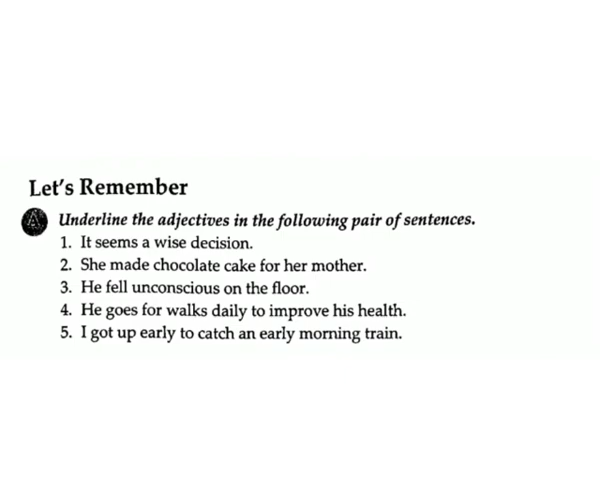 Let's Remember
A Underline the adjectives in the following pair of sentences.
1. It seems a wise decision.
2. She made chocolate cake for her mother.
3. He fell unconscious on the floor.
4. He goes for walks daily to improve his health.
5. I got up early to catch an early morning train.